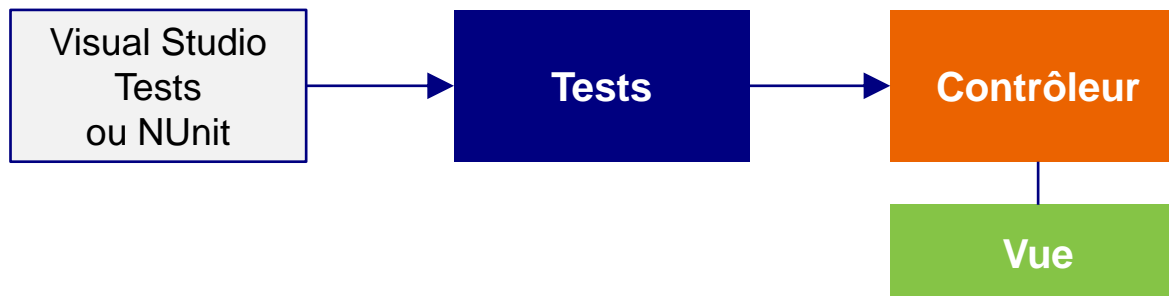 Visual Studio
Tests
ou NUnit
Tests
Contrôleur
Vue